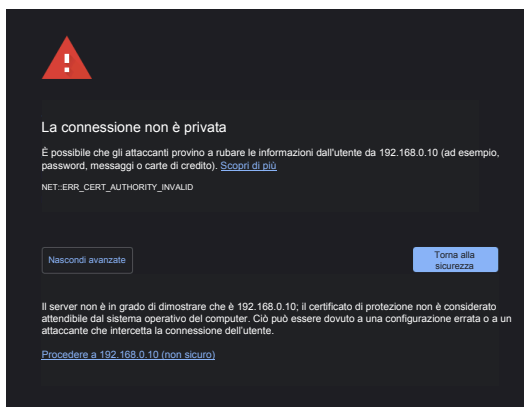 La connessione non è privata
È possibile che gli attaccanti provino a rubare le informazioni dall'utente da 192.168.0.10 (ad esempio,
password, messaggi o carte di credito). Scopri di più
NET::ERR_CERT_AUTHORITY_INVALID
Nascondi avanzate
Torna alla
sicurezza
Il server non è in grado di dimostrare che è 192.168.0.10; il certificato di protezione non è considerato
attendibile dal sistema operativo del computer. Ciò può essere dovuto a una configurazione errata o a un
attaccante che intercetta la connessione dell'utente.
Procedere a 192.168.0.10 (non sicuro)